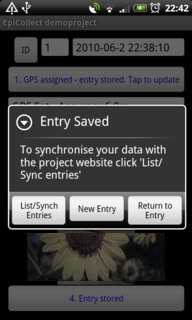 22:42
EpiCollect demoproject
ID
1
2010-06-2 22:38:10
1. GPS assigned - entry stored. Tap to update
Entry Saved
To synchronise your data with
the project website click 'List/
Sync entries'
List/Synch
Entries
New Entry
Return to
Entry
4. Entry stored